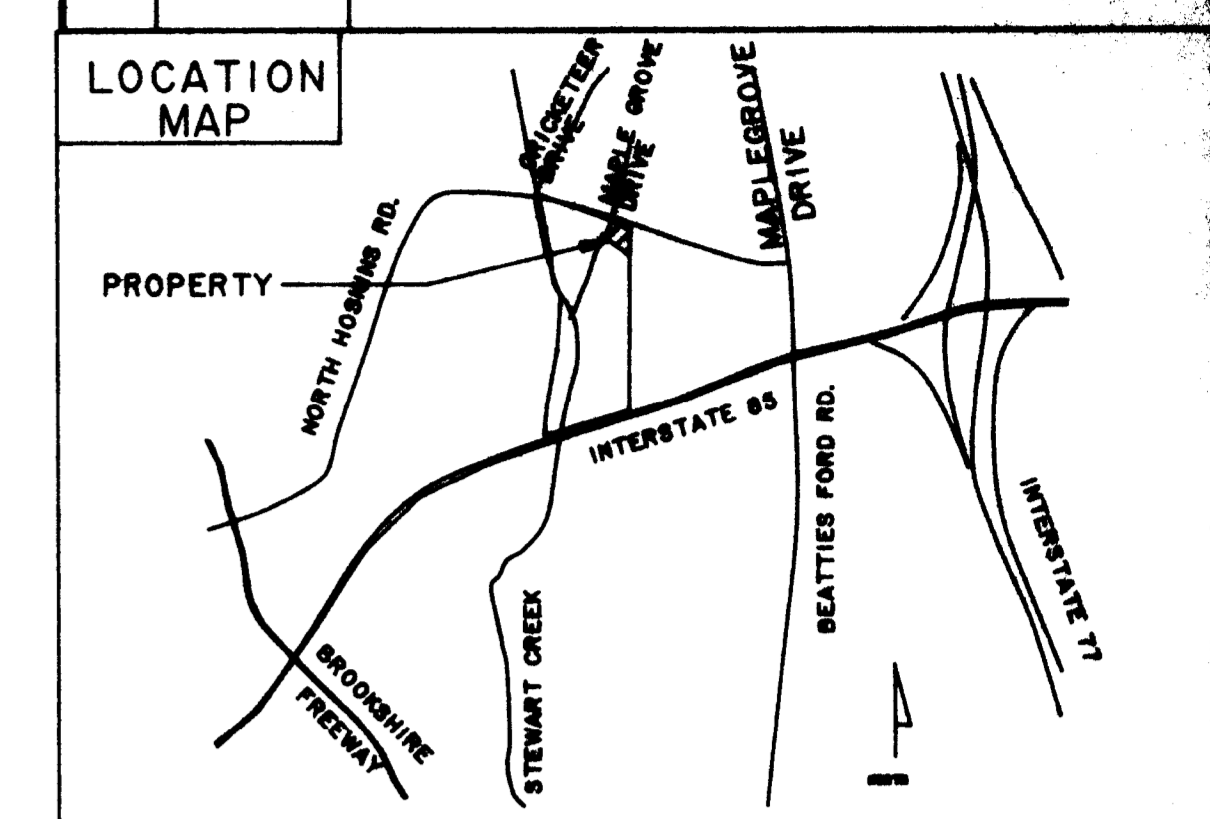 LOCATION
MAP
DRIVE
MAPLE GROVE
DRIVE
MAPLEGROVE
DRIVE
NORTH HOSKINS RD.
PROPERTY
INTERSTATE 85
BEATTIES FORD RD.
INTERSTATE 77
STEWART CREEK
BROOKSHIRE
FREEWAY